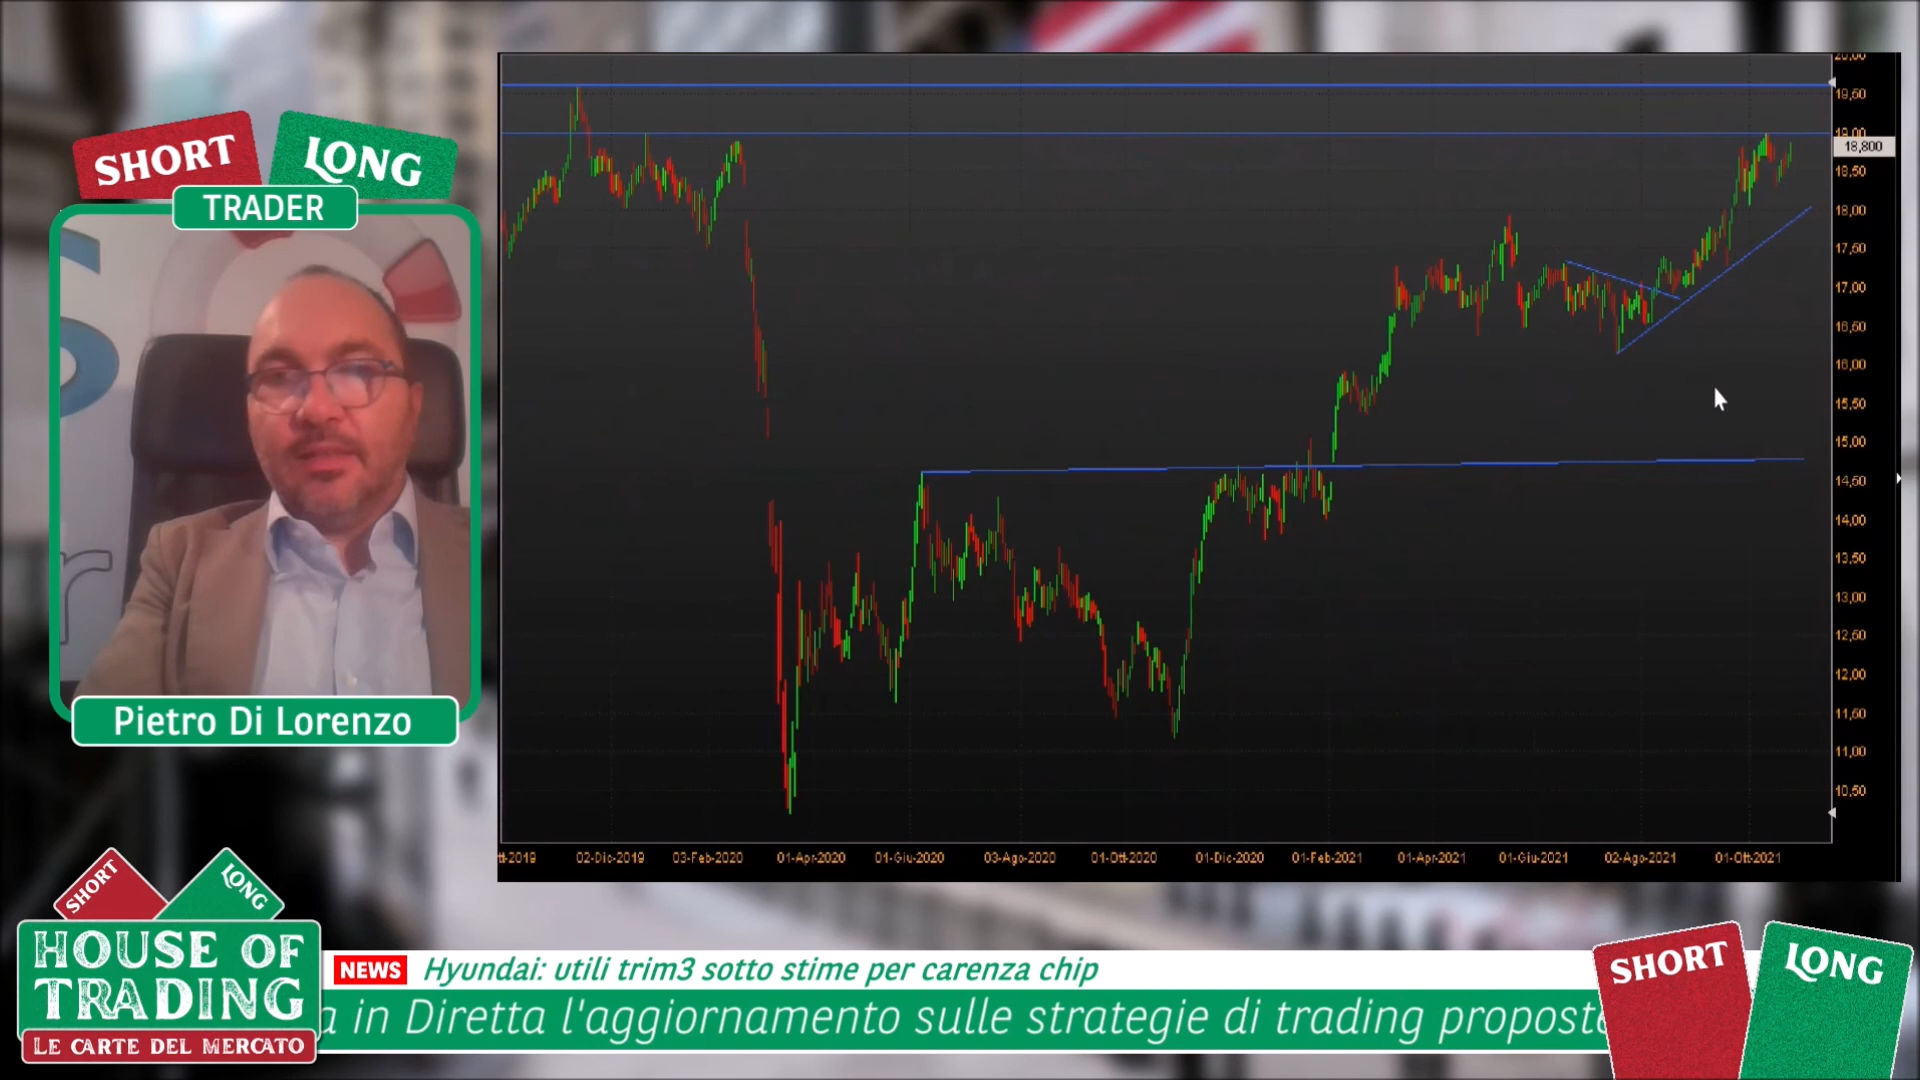 SHORT
LONG
TRADER
Pietro Di Lorenzo
20,00
19,50
19,00
18,800
18,50
18,00
17,50
17,00
16,50
16,00
15,50
15,00
14,50
14,00
13,50
13,00
12,50
12,00
11,50
11,00
10,50
tt-2019
02-Dic-2019
03-Feb-2020
01-Apr-2020
01-Giu-2020
03-Ago-2020
01-Ott-2020
01-Dic-2020
01-Feb-2021
01-Apr-2021
01-Giu-2021
02-Ago-2021
01-Ott-2021
SHORT
LONG
HOUSE OF
TRADING
LE CARTE DEL MERCATO
NEWS Hyundai: utili trim3 sotto stime per carenza chip
a in Diretta l'aggiornamento sulle strategie di trading proposte
SHORT
LONG